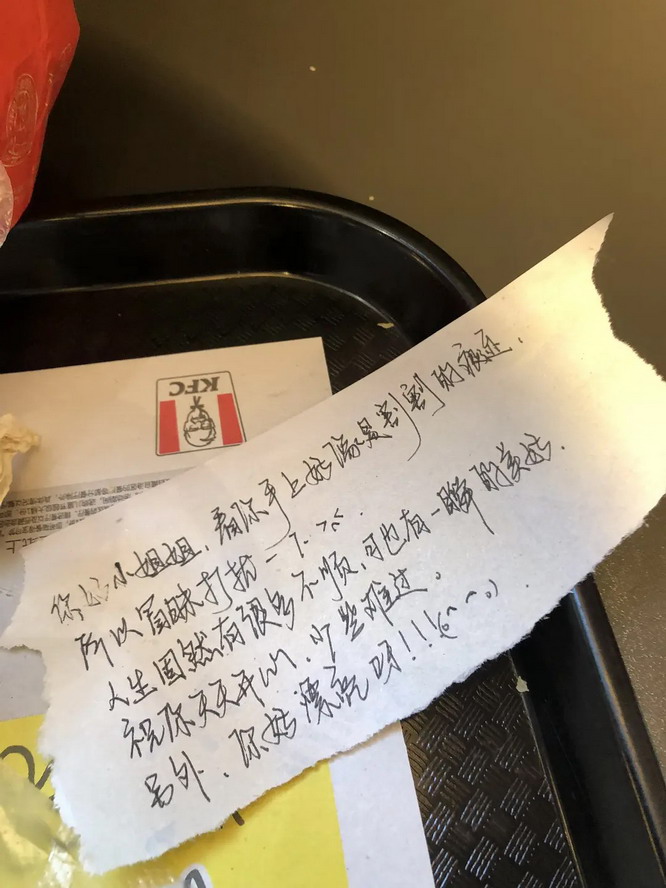 KFC
你好小姐姐，看你手上好像是割割的痕迹，
所以冒昧打扰一下。><
人生固然有很多不顺，可也有一瞬的美好。
祝你天天开心，少些难过。
另外，你好漂亮呀!!!(o^^o)